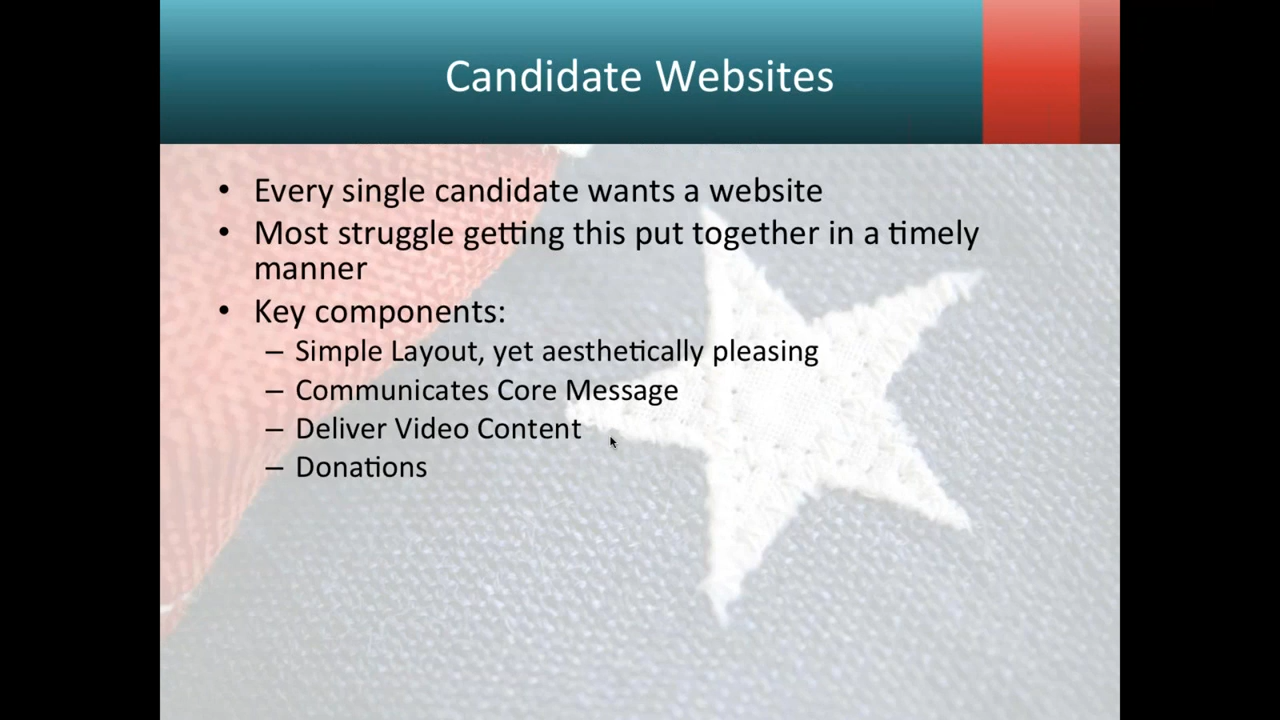 Candidate Websites
• Every single candidate wants a website
• Most struggle getting this put together in a timely
manner
• Key components:
– Simple Layout, yet aesthetically pleasing
– Communicates Core Message
– Deliver Video Content
– Donations